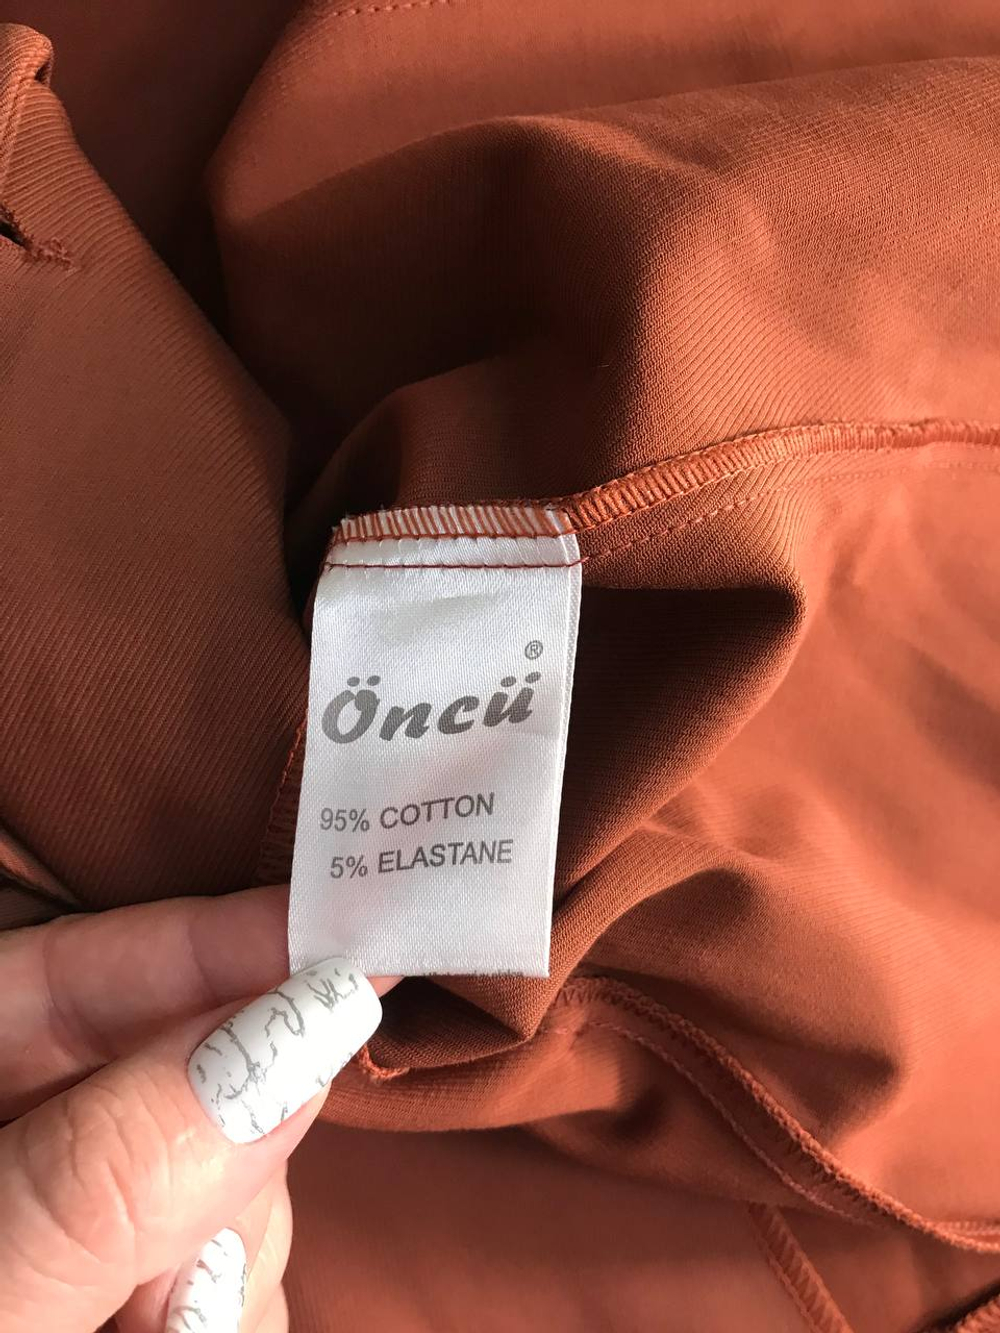 Öncü®
95% COTTON
5% ELASTANE